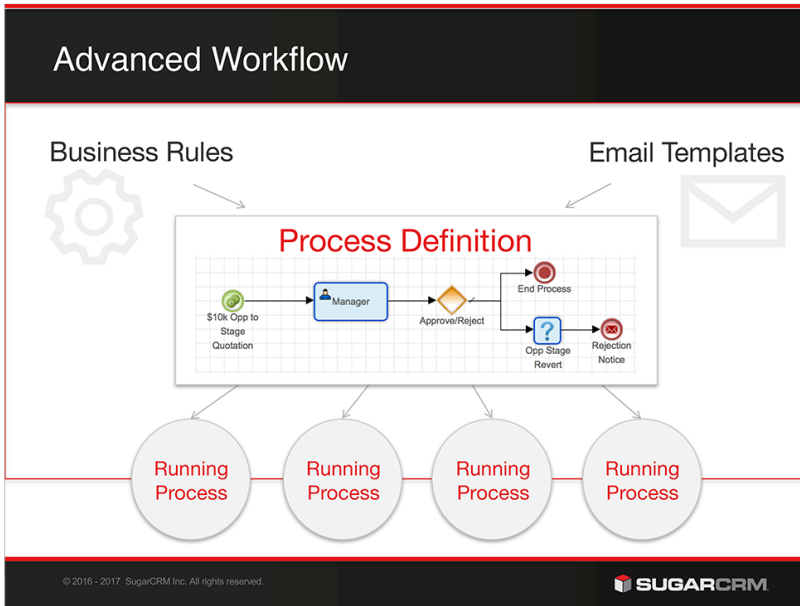 Advanced Workflow
Business Rules
Email Templates
Process Definition
$10k Opp to
Stage
Quotation
Manager
Approve/Reject
End Process
?
Opp Stage
Revert
Rejection
Notice
Running
Process
Running
Process
Running
Process
Running
Process
© 2016 - 2017  SugarCRM Inc. All rights reserved.
SUGARCRM